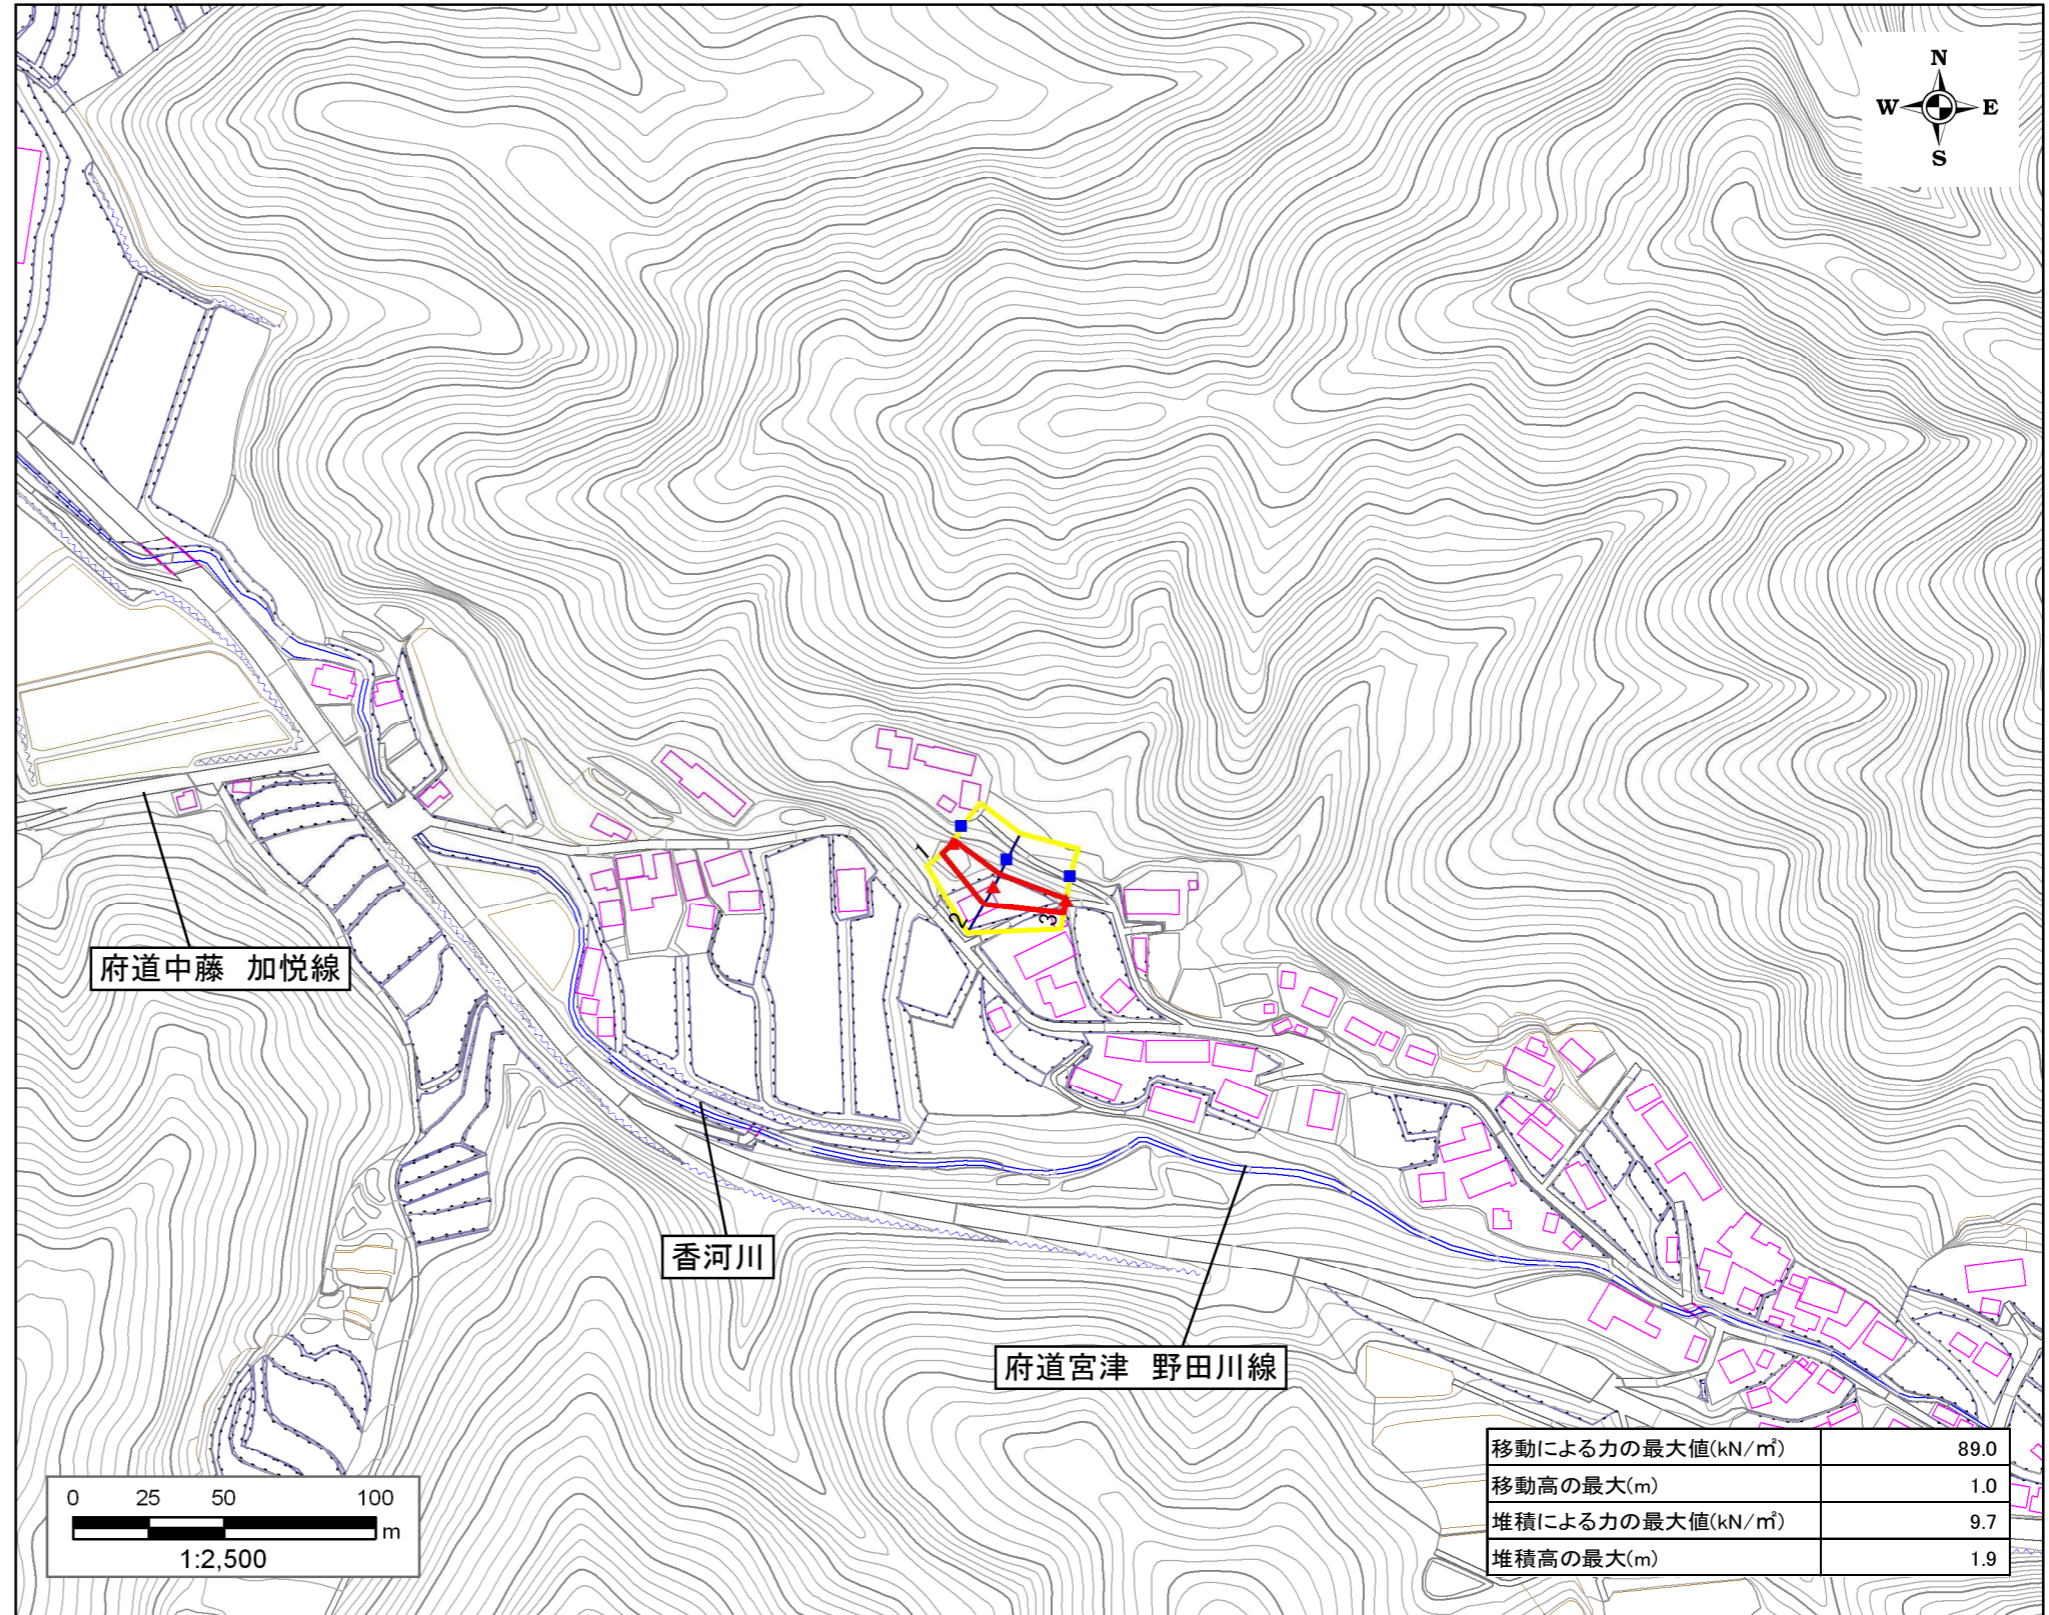 N
W E
S
1
2
3
府道中藤　加悦線
香河川
府道宮津　野田川線
移動による力の最大値(kN/㎡) 89.0
移動高の最大(m) 1.0
堆積による力の最大値(kN/㎡) 9.7
堆積高の最大(m) 1.9
0 25 50 100
m
1:2,500